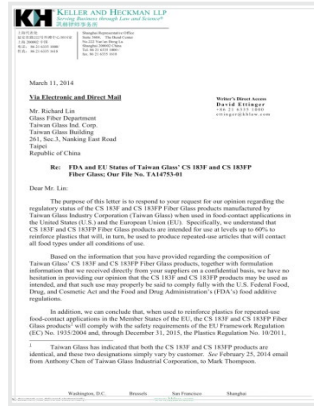 KELLER AND HECKMAN LLP
Serving Business through Law and Science®
Shanghai Representative Office
Shanghai 200002 China
March 11, 2014
Via Electronic and Direct Mail
Writer's Direct Access
David Ettinger
Mr. Richard Lin
Glass Fiber Department
Taiwan Glass Ind. Corp.
Taiwan Glass Building
261, Sec.3, Nanking East Road
Taipei
Republic of China
Re: FDA and EU Status of Taiwan Glass' CS 183F and CS 183FP
Fiber Glass; Our File No. TA14753-01
Dear Mr. Lin:
The purpose of this letter is to respond to your request for our opinion regarding the
regulatory status of the CS 183F and CS 183FP Fiber Glass products manufactured by
Taiwan Glass Industry Corporation (Taiwan Glass) when used in food-contact applications in
the United States (U.S.) and the European Union (EU). Specifically, we understand that
CS 183F and CS 183FP Fiber Glass products are intended for use at levels up to 60% to
reinforce plastics that will, in turn, be used to produce repeated-use articles that will contact
all food types under all conditions of use.
Based on the information that you have provided regarding the composition of
Taiwan Glass' CS 183F and CS 183FP Fiber Glass products, together with formulation
information that we received directly from your suppliers on a confidential basis, we have no
hesitation in providing our opinion that the CS 183F and CS 183FP products may be used as
intended, and that such use may properly be said to comply fully with the U.S. Federal Food,
Drug, and Cosmetic Act and the Food and Drug Administration's (FDA's) food additive
regulations.
In addition, we can conclude that, when used to reinforce plastics for repeated-use
food-contact applications in the Member States of the EU, the CS 183F and CS 183FP Fiber
Glass products¹ will comply with the safety requirements of the EU Framework Regulation
(EC) No. 1935/2004 and, through December 31, 2015, the Plastics Regulation No. 10/2011,
1 Taiwan Glass has indicated that both the CS 183F and CS 183FP products are
identical, and these two designations simply vary by customer. See February 25, 2014 email
from Anthony Chen of Taiwan Glass Industrial Corporation, to Mark Thompson.
Washington, D.C. Brussels San Francisco Shanghai